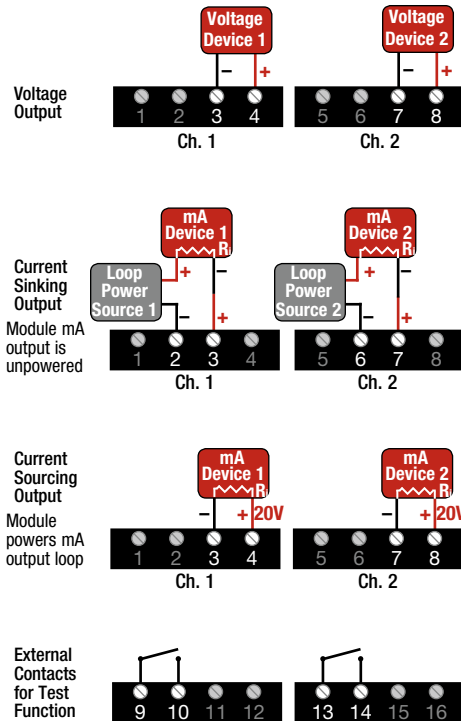 Voltage Device 1
Voltage Device 2
− +
− +
Voltage Output
1 2 3 4
5 6 7 8
Ch. 1
Ch. 2
mA Device 1
Ri
mA Device 2
Ri
Current Sinking Output
Loop Power Source 1
+ −
Loop Power Source 2
+ −
Module mA output is unpowered
− +
− +
1 2 3 4
5 6 7 8
Ch. 1
Ch. 2
Current Sourcing Output
mA Device 1
R
mA Device 2
R
Module powers mA output loop
− + 20V
− + 20V
1 2 3 4
5 6 7 8
Ch. 1
Ch. 2
External Contacts for Test Function
9 10 11 12
13 14 15 16